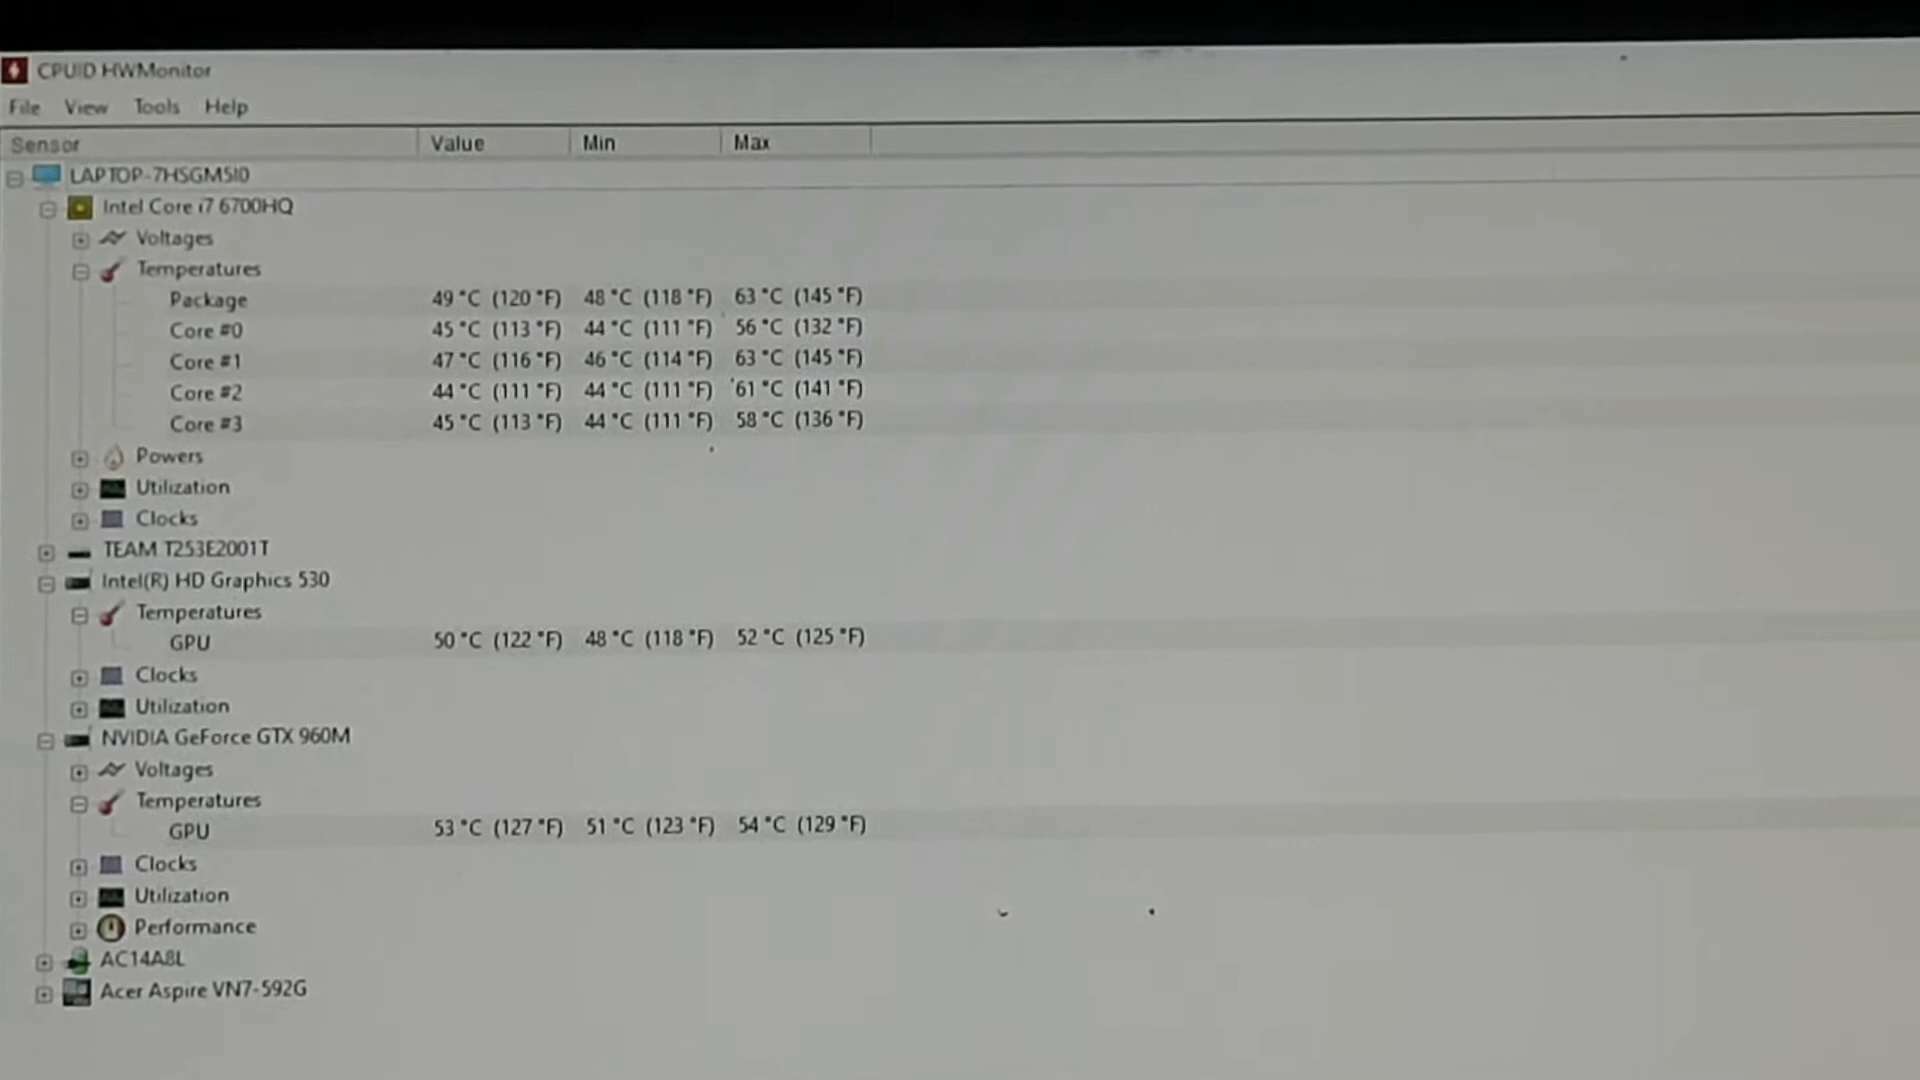 CPUID HWMonitor
File View Tools Help
Sensor Value Min Max
LAPTOP-7HSGM5I0
Intel Core i7 6700HQ
Voltages
Temperatures
Package 49 °C (120 °F) 48 °C (118 °F) 63 °C (145 °F)
Core #0 45 °C (113 °F) 44 °C (111 °F) 56 °C (132 °F)
Core #1 47 °C (116 °F) 46 °C (114 °F) 63 °C (145 °F)
Core #2 44 °C (111 °F) 44 °C (111 °F) 61 °C (141 °F)
Core #3 45 °C (113 °F) 44 °C (111 °F) 58 °C (136 °F)
Powers
Utilization
Clocks
TEAM T253E2001T
Intel(R) HD Graphics 530
Temperatures
GPU 50 °C (122 °F) 48 °C (118 °F) 52 °C (125 °F)
Clocks
Utilization
NVIDIA GeForce GTX 960M
Voltages
Temperatures
GPU 53 °C (127 °F) 51 °C (123 °F) 54 °C (129 °F)
Clocks
Utilization
Performance
AC14A8L
Acer Aspire VN7-592G